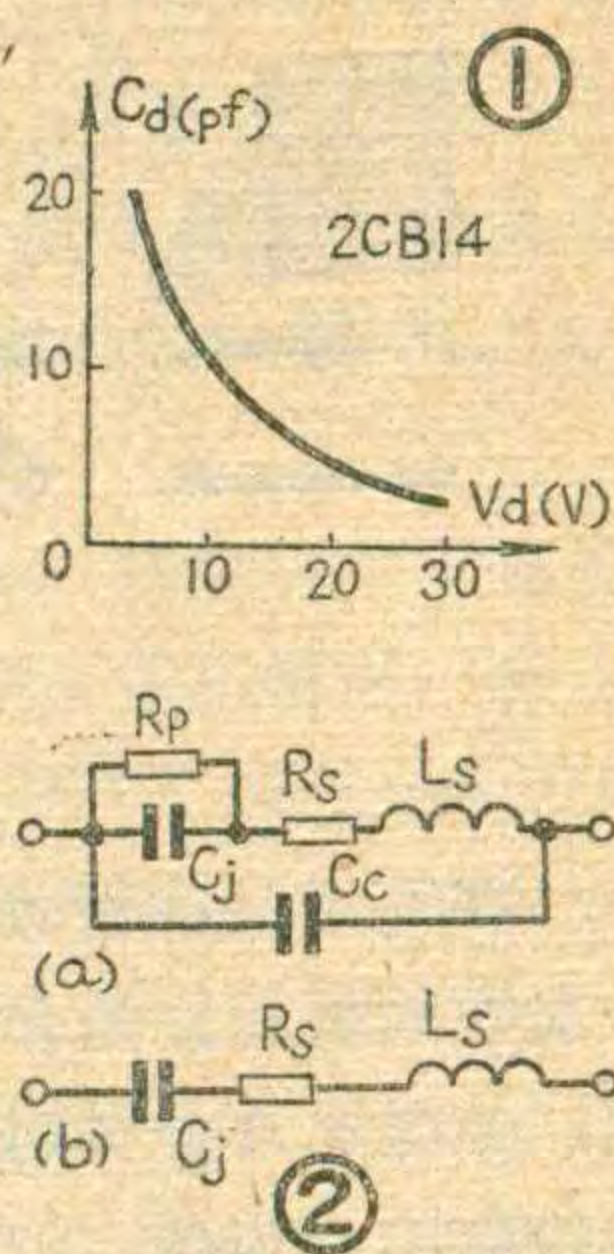 ①
Cd(pf)
20
2CB14
10
Vd(V)
0
10 20 30
Rp
Rs Ls
Cj Cc
(a)
Rs Ls
(b) Cj
②